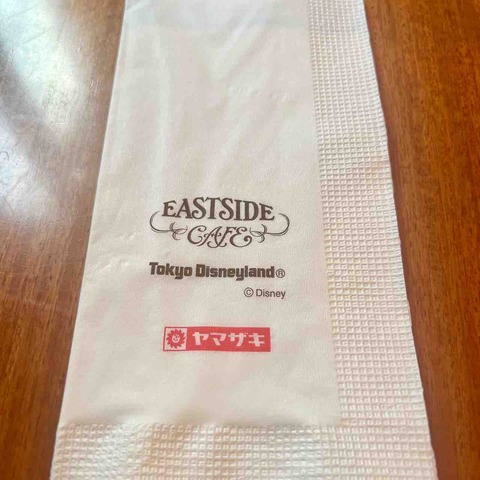 EASTSIDE
CAFE
Tokyo Disneyland®
© Disney
ヤマザキ